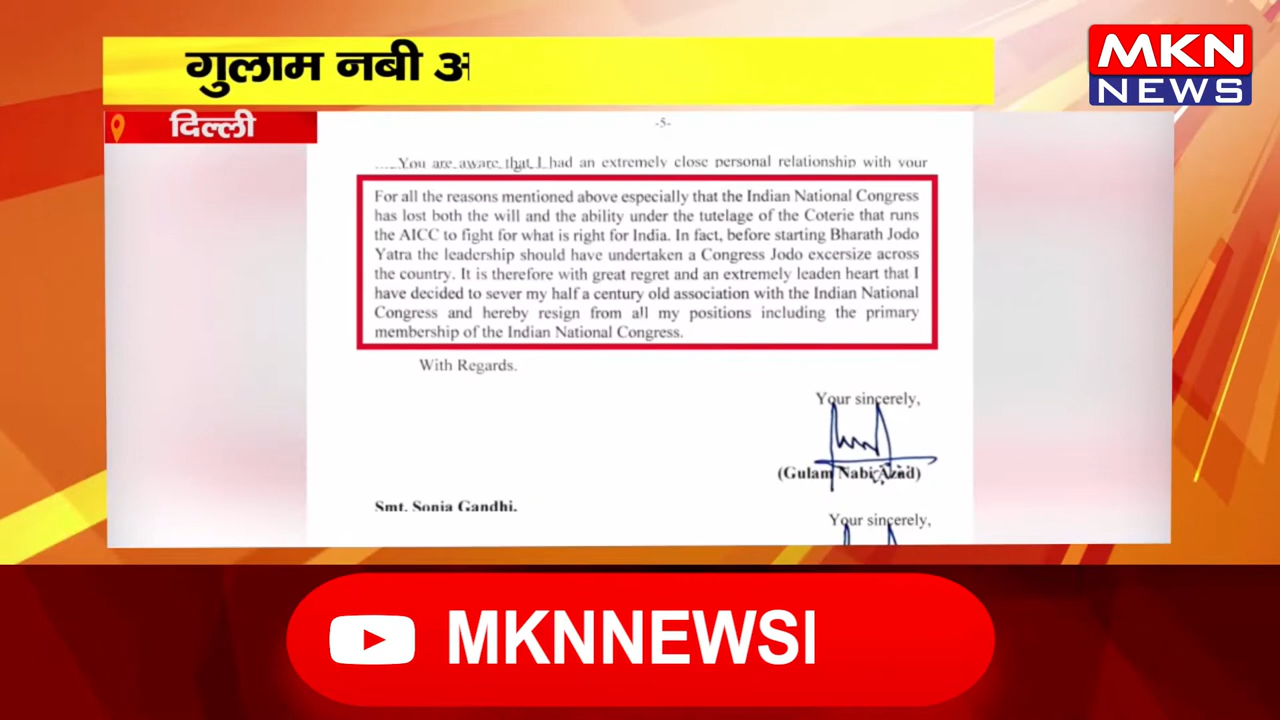 गुलाम नबी अ
MKN
NEWS
दिल्ली
-5-
You are aware that I had an extremely close personal relationship with your
For all the reasons mentioned above especially that the Indian National Congress
has lost both the will and the ability under the tutelage of the Coterie that runs
the AICC to fight for what is right for India. In fact, before starting Bharath Jodo
Yatra the leadership should have undertaken a Congress Jodo excersize across
the country. It is therefore with great regret and an extremely leaden heart that I
have decided to sever my half a century old association with the Indian National
Congress and hereby resign from all my positions including the primary
membership of the Indian National Congress.
With Regards.
Your sincerely,
(Gulam Nabi Azad)
Smt. Sonia Gandhi.
Your sincerely,
MKNNEWSI